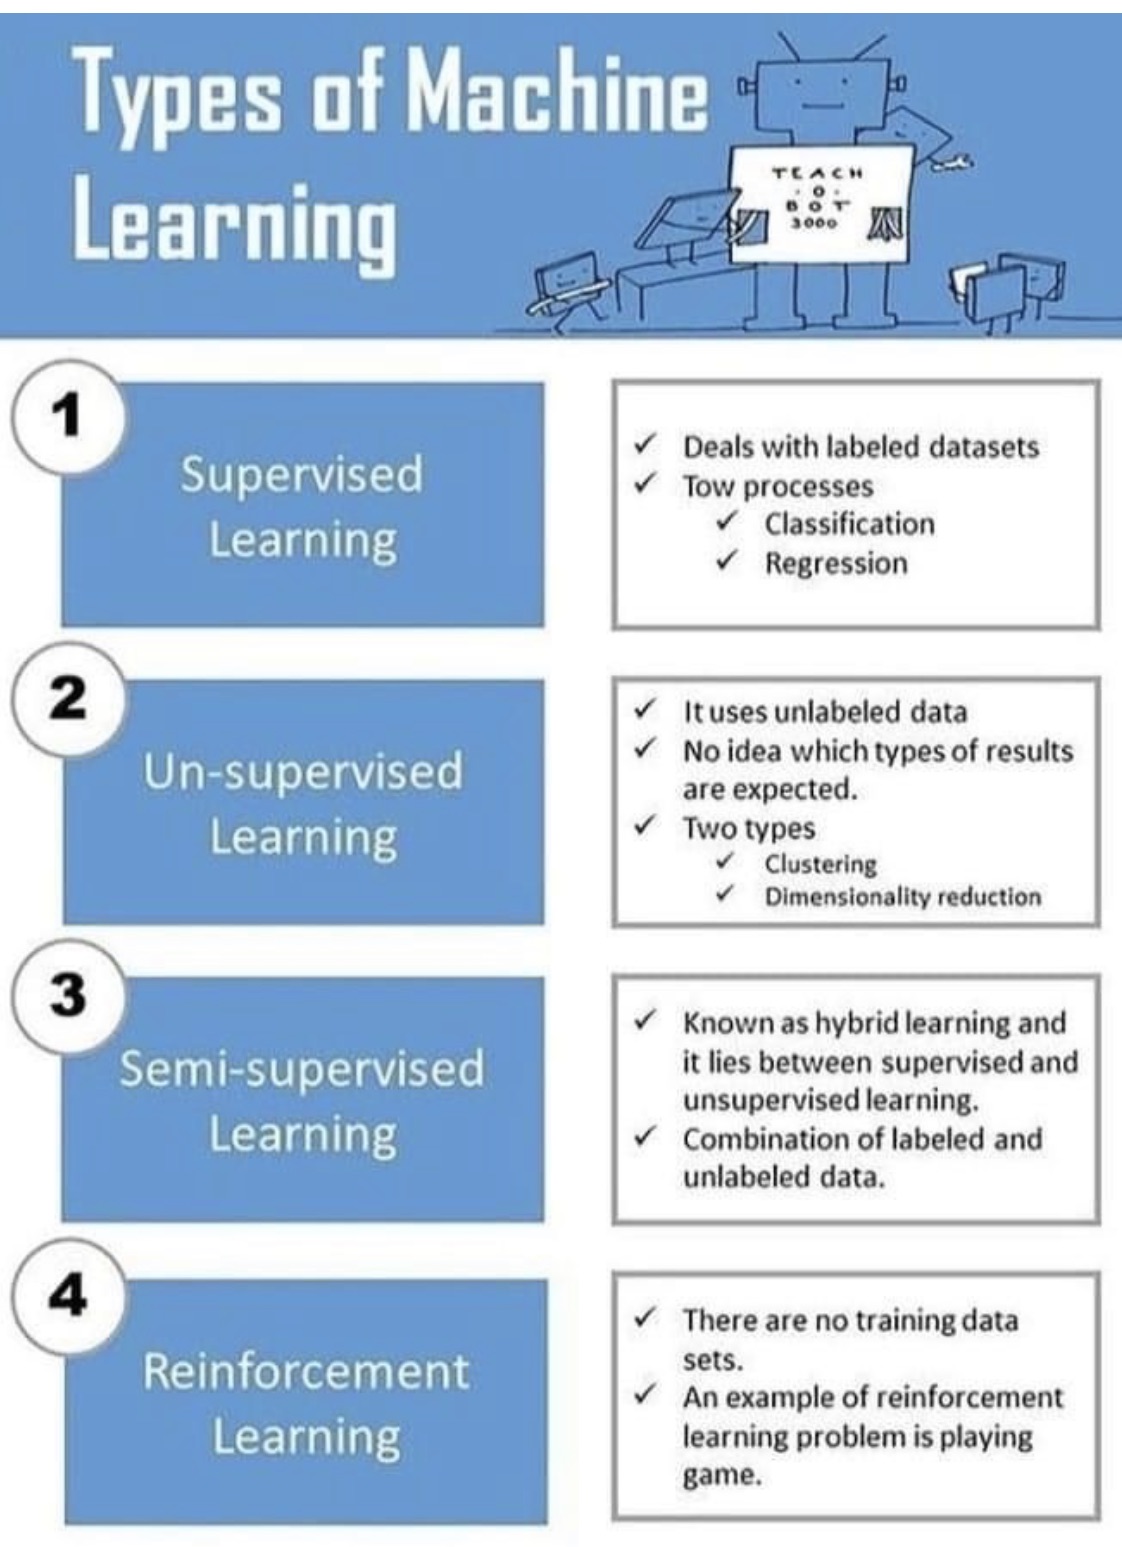 Types of Machine
Learning
TEACH
·O·
BOT
3000
1
Supervised
Learning
✓ Deals with labeled datasets
✓ Tow processes
✓ Classification
✓ Regression
2
Un-supervised
Learning
✓ It uses unlabeled data
✓ No idea which types of results
are expected.
✓ Two types
✓ Clustering
✓ Dimensionality reduction
3
Semi-supervised
Learning
✓ Known as hybrid learning and
it lies between supervised and
unsupervised learning.
✓ Combination of labeled and
unlabeled data.
4
Reinforcement
Learning
✓ There are no training data
sets.
✓ An example of reinforcement
learning problem is playing
game.